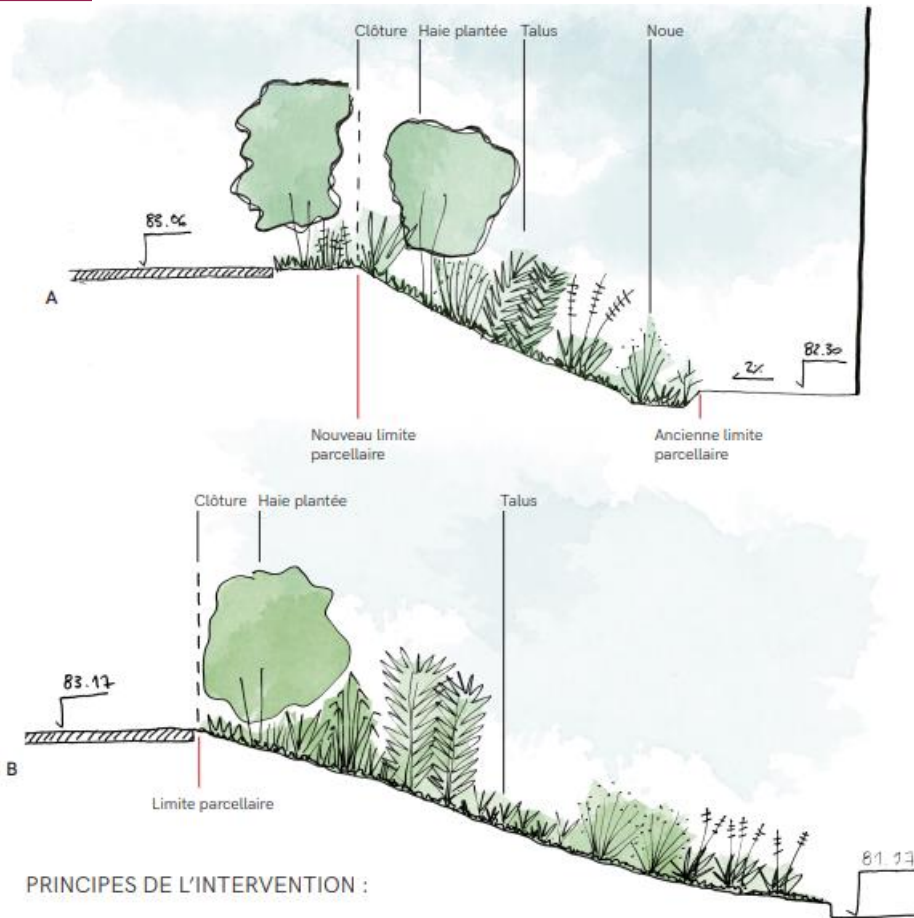 Clôture Haie plantée Talus Noue
83.06
A
2%
82.30
Nouveau limite
parcellaire
Ancienne limite
parcellaire
Clôture Haie plantée Talus
83.17
B
Limite parcellaire
81.97
PRINCIPES DE L'INTERVENTION :